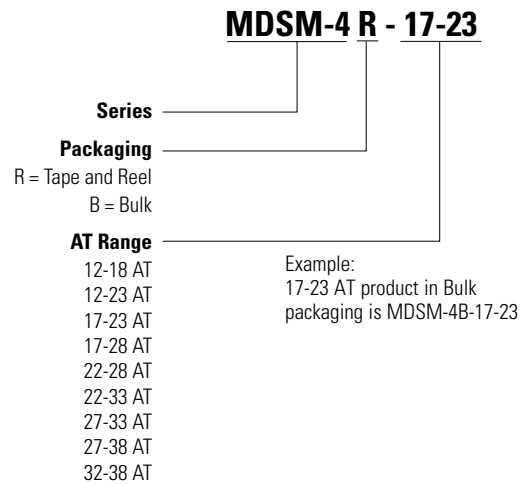 MDSM-4 R - 17-23
Series
Packaging
R = Tape and Reel
B = Bulk
AT Range
12-18 AT
12-23 AT
17-23 AT
17-28 AT
22-28 AT
22-33 AT
27-33 AT
27-38 AT
32-38 AT
Example:
17-23 AT product in Bulk
packaging is MDSM-4B-17-23